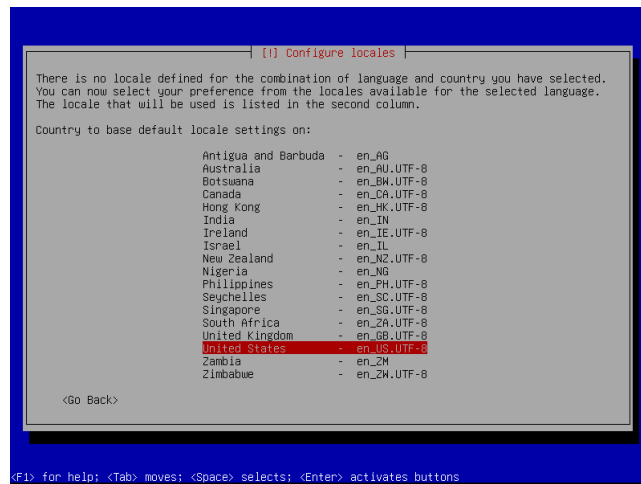 [!] Configure locales
There is no locale defined for the combination of language and country you have selected.
You can now select your preference from the locales available for the selected language.
The locale that will be used is listed in the second column.
Country to base default locale settings on:
Antigua and Barbuda - en_AG
Australia - en_AU.UTF-8
Botswana - en_BW.UTF-8
Canada - en_CA.UTF-8
Hong Kong - en_HK.UTF-8
India - en_IN
Ireland - en_IE.UTF-8
Israel - en_IL
New Zealand - en_NZ.UTF-8
Nigeria - en_NG
Philippines - en_PH.UTF-8
Seychelles - en_SC.UTF-8
Singapore - en_SG.UTF-8
South Africa - en_ZA.UTF-8
United Kingdom - en_GB.UTF-8
United States - en_US.UTF-8
Zambia - en_ZM
Zimbabwe - en_ZW.UTF-8
<Go Back>
<F1> for help; <Tab> moves; <Space> selects; <Enter> activates buttons